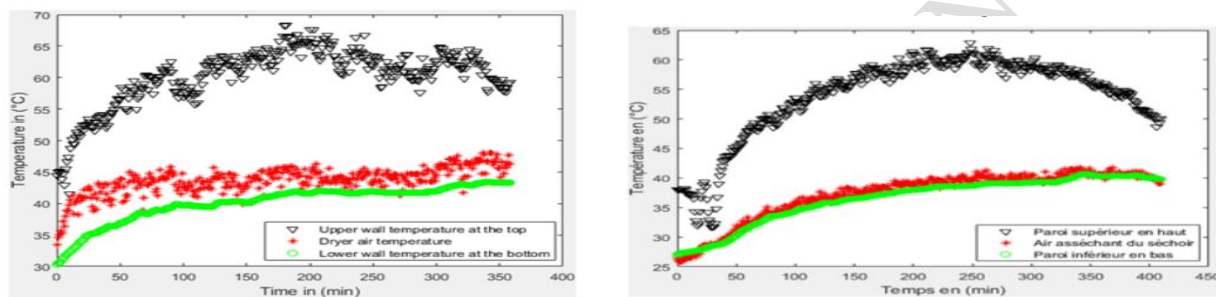 70
65
60
55
50
45
40
35
30
0 50 100 150 200 250 300 350 400
Temperature in (°C)
Time in (min)
Upper wall temperature at the top
Dryer air temperature
Lower wall temperature at the bottom
65
60
55
50
45
40
35
30
25
0 50 100 150 200 250 300 350 400 450
Température en (°C)
Temps en (min)
Paroi supérieur en haut
Air asséchant du séchoir
Paroi inférieur en bas